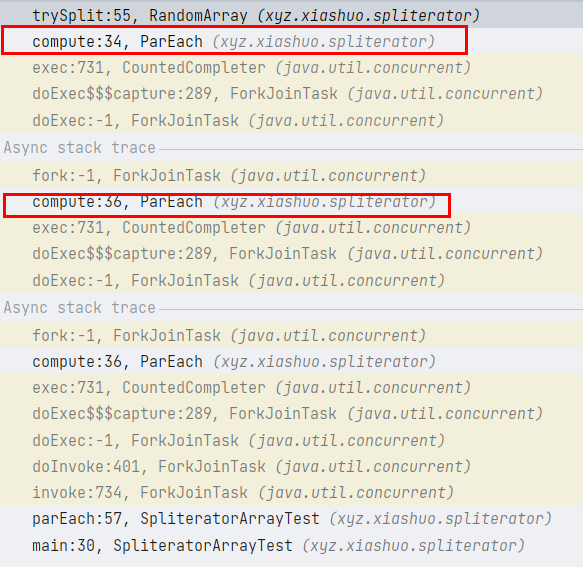 trySplit:55, RandomArray (xyz.xiashuo.spliterator)
compute:34, ParEach (xyz.xiashuo.spliterator)
exec:731, CountedCompleter (java.util.concurrent)
doExec$$$capture:289, ForkJoinTask (java.util.concurrent)
doExec:-1, ForkJoinTask (java.util.concurrent)
Async stack trace
fork:-1, ForkJoinTask (java.util.concurrent)
compute:36, ParEach (xyz.xiashuo.spliterator)
exec:731, CountedCompleter (java.util.concurrent)
doExec$$$capture:289, ForkJoinTask (java.util.concurrent)
doExec:-1, ForkJoinTask (java.util.concurrent)
Async stack trace
fork:-1, ForkJoinTask (java.util.concurrent)
compute:36, ParEach (xyz.xiashuo.spliterator)
exec:731, CountedCompleter (java.util.concurrent)
doExec$$$capture:289, ForkJoinTask (java.util.concurrent)
doExec:-1, ForkJoinTask (java.util.concurrent)
doInvoke:401, ForkJoinTask (java.util.concurrent)
invoke:734, ForkJoinTask (java.util.concurrent)
parEach:57, SpliteratorArrayTest (xyz.xiashuo.spliterator)
main:30, SpliteratorArrayTest (xyz.xiashuo.spliterator)